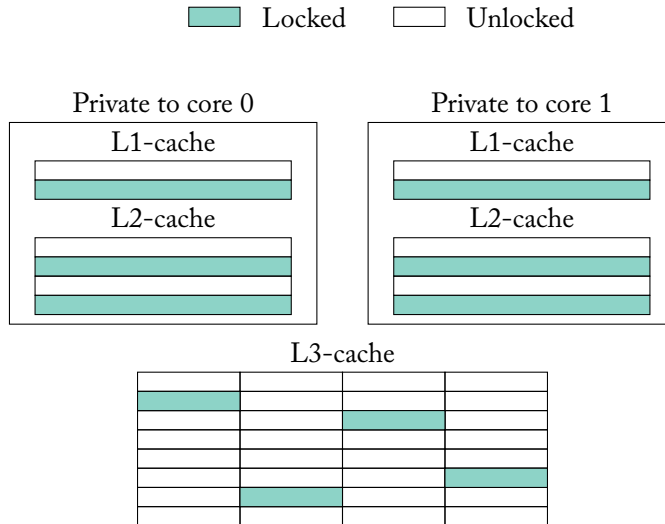 Locked Unlocked
Private to core 0 Private to core 1
L1-cache L1-cache
L2-cache L2-cache
L3-cache